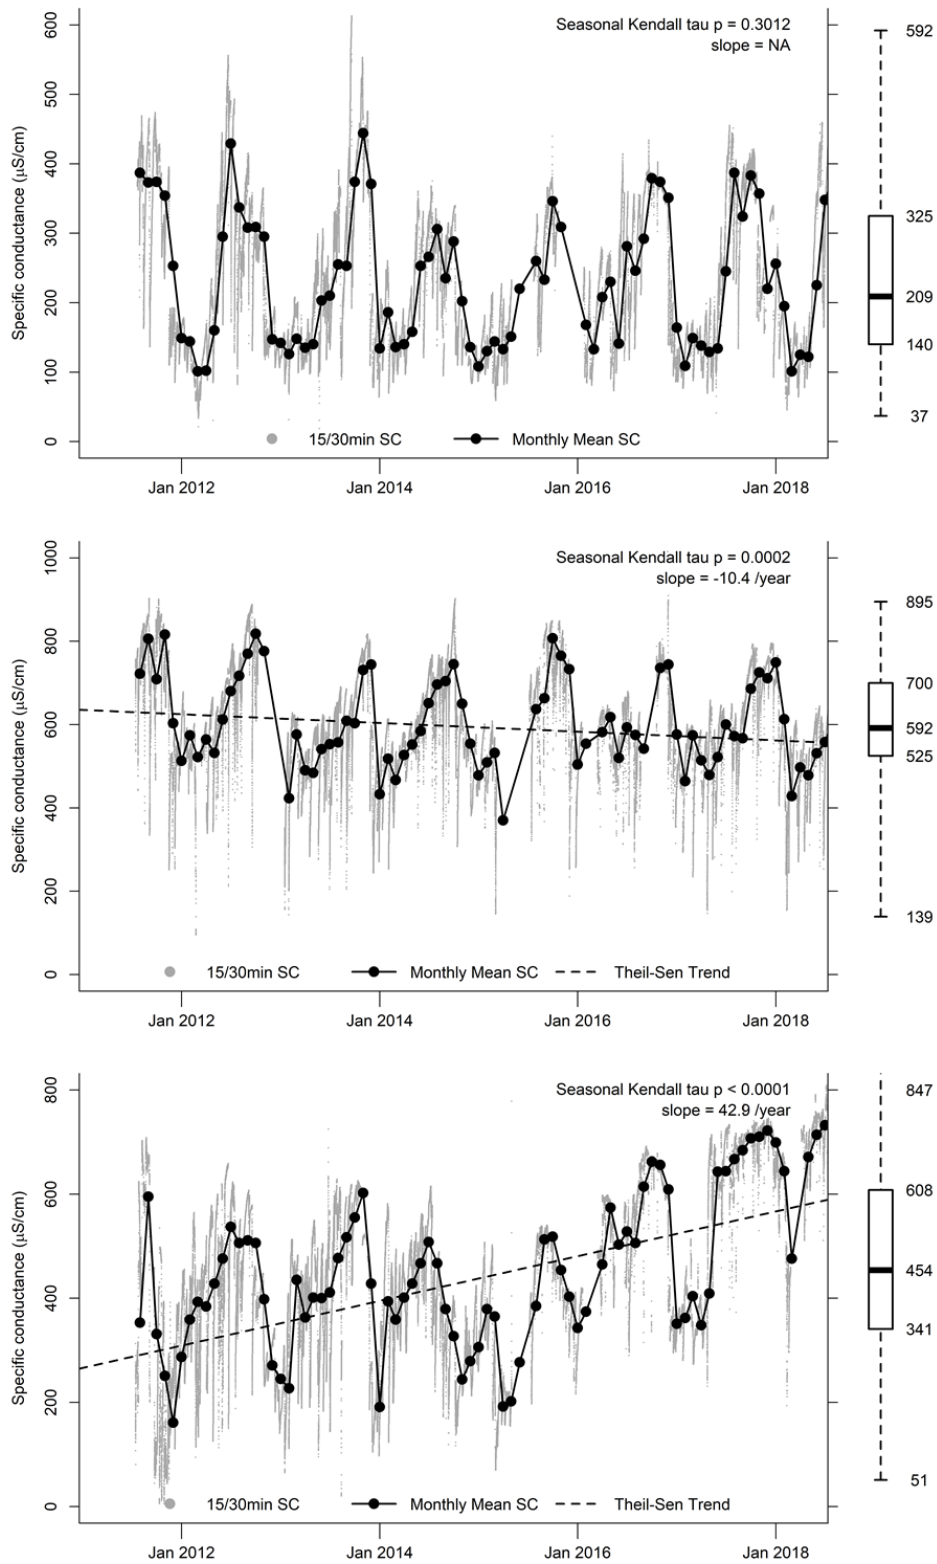 Seasonal Kendall tau p = 0.3012
slope = NA
Specific conductance (µS/cm)
600
500
400
300
200
100
0
592
325
209
140
37
15/30min SC
Monthly Mean SC
Jan 2012
Jan 2014
Jan 2016
Jan 2018
Seasonal Kendall tau p = 0.0002
slope = -10.4 /year
Specific conductance (µS/cm)
1000
800
600
400
200
0
895
700
592
525
139
15/30min SC
Monthly Mean SC
Theil-Sen Trend
Jan 2012
Jan 2014
Jan 2016
Jan 2018
Seasonal Kendall tau p < 0.0001
slope = 42.9 /year
Specific conductance (µS/cm)
800
600
400
200
0
847
608
454
341
51
15/30min SC
Monthly Mean SC
Theil-Sen Trend
Jan 2012
Jan 2014
Jan 2016
Jan 2018